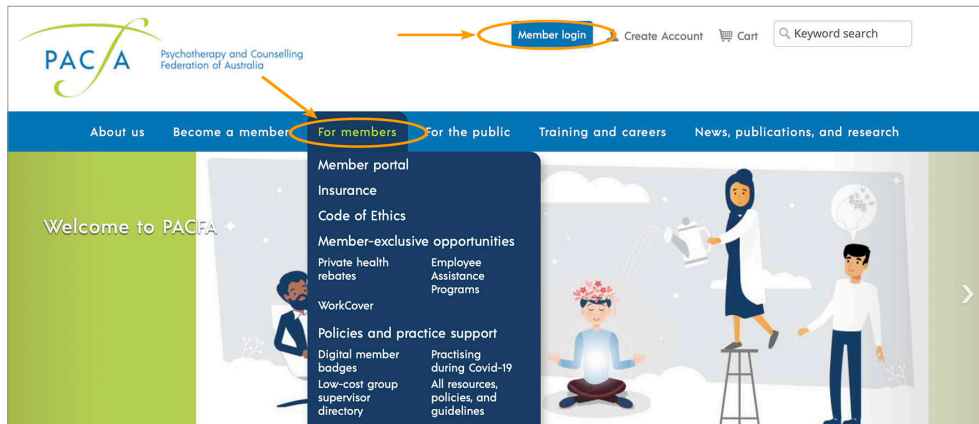 Member login
Create Account
Cart
Keyword search
PACFA
Psychotherapy and Counselling
Federation of Australia
About us
Become a member
For members
For the public
Training and careers
News, publications, and research
Member portal
Insurance
Code of Ethics
Member-exclusive opportunities
Private health
rebates
Employee
Assistance
Programs
WorkCover
Policies and practice support
Digital member
badges
Practising
during Covid-19
Low-cost group
supervisor
directory
All resources,
policies, and
guidelines
Welcome to PACFA